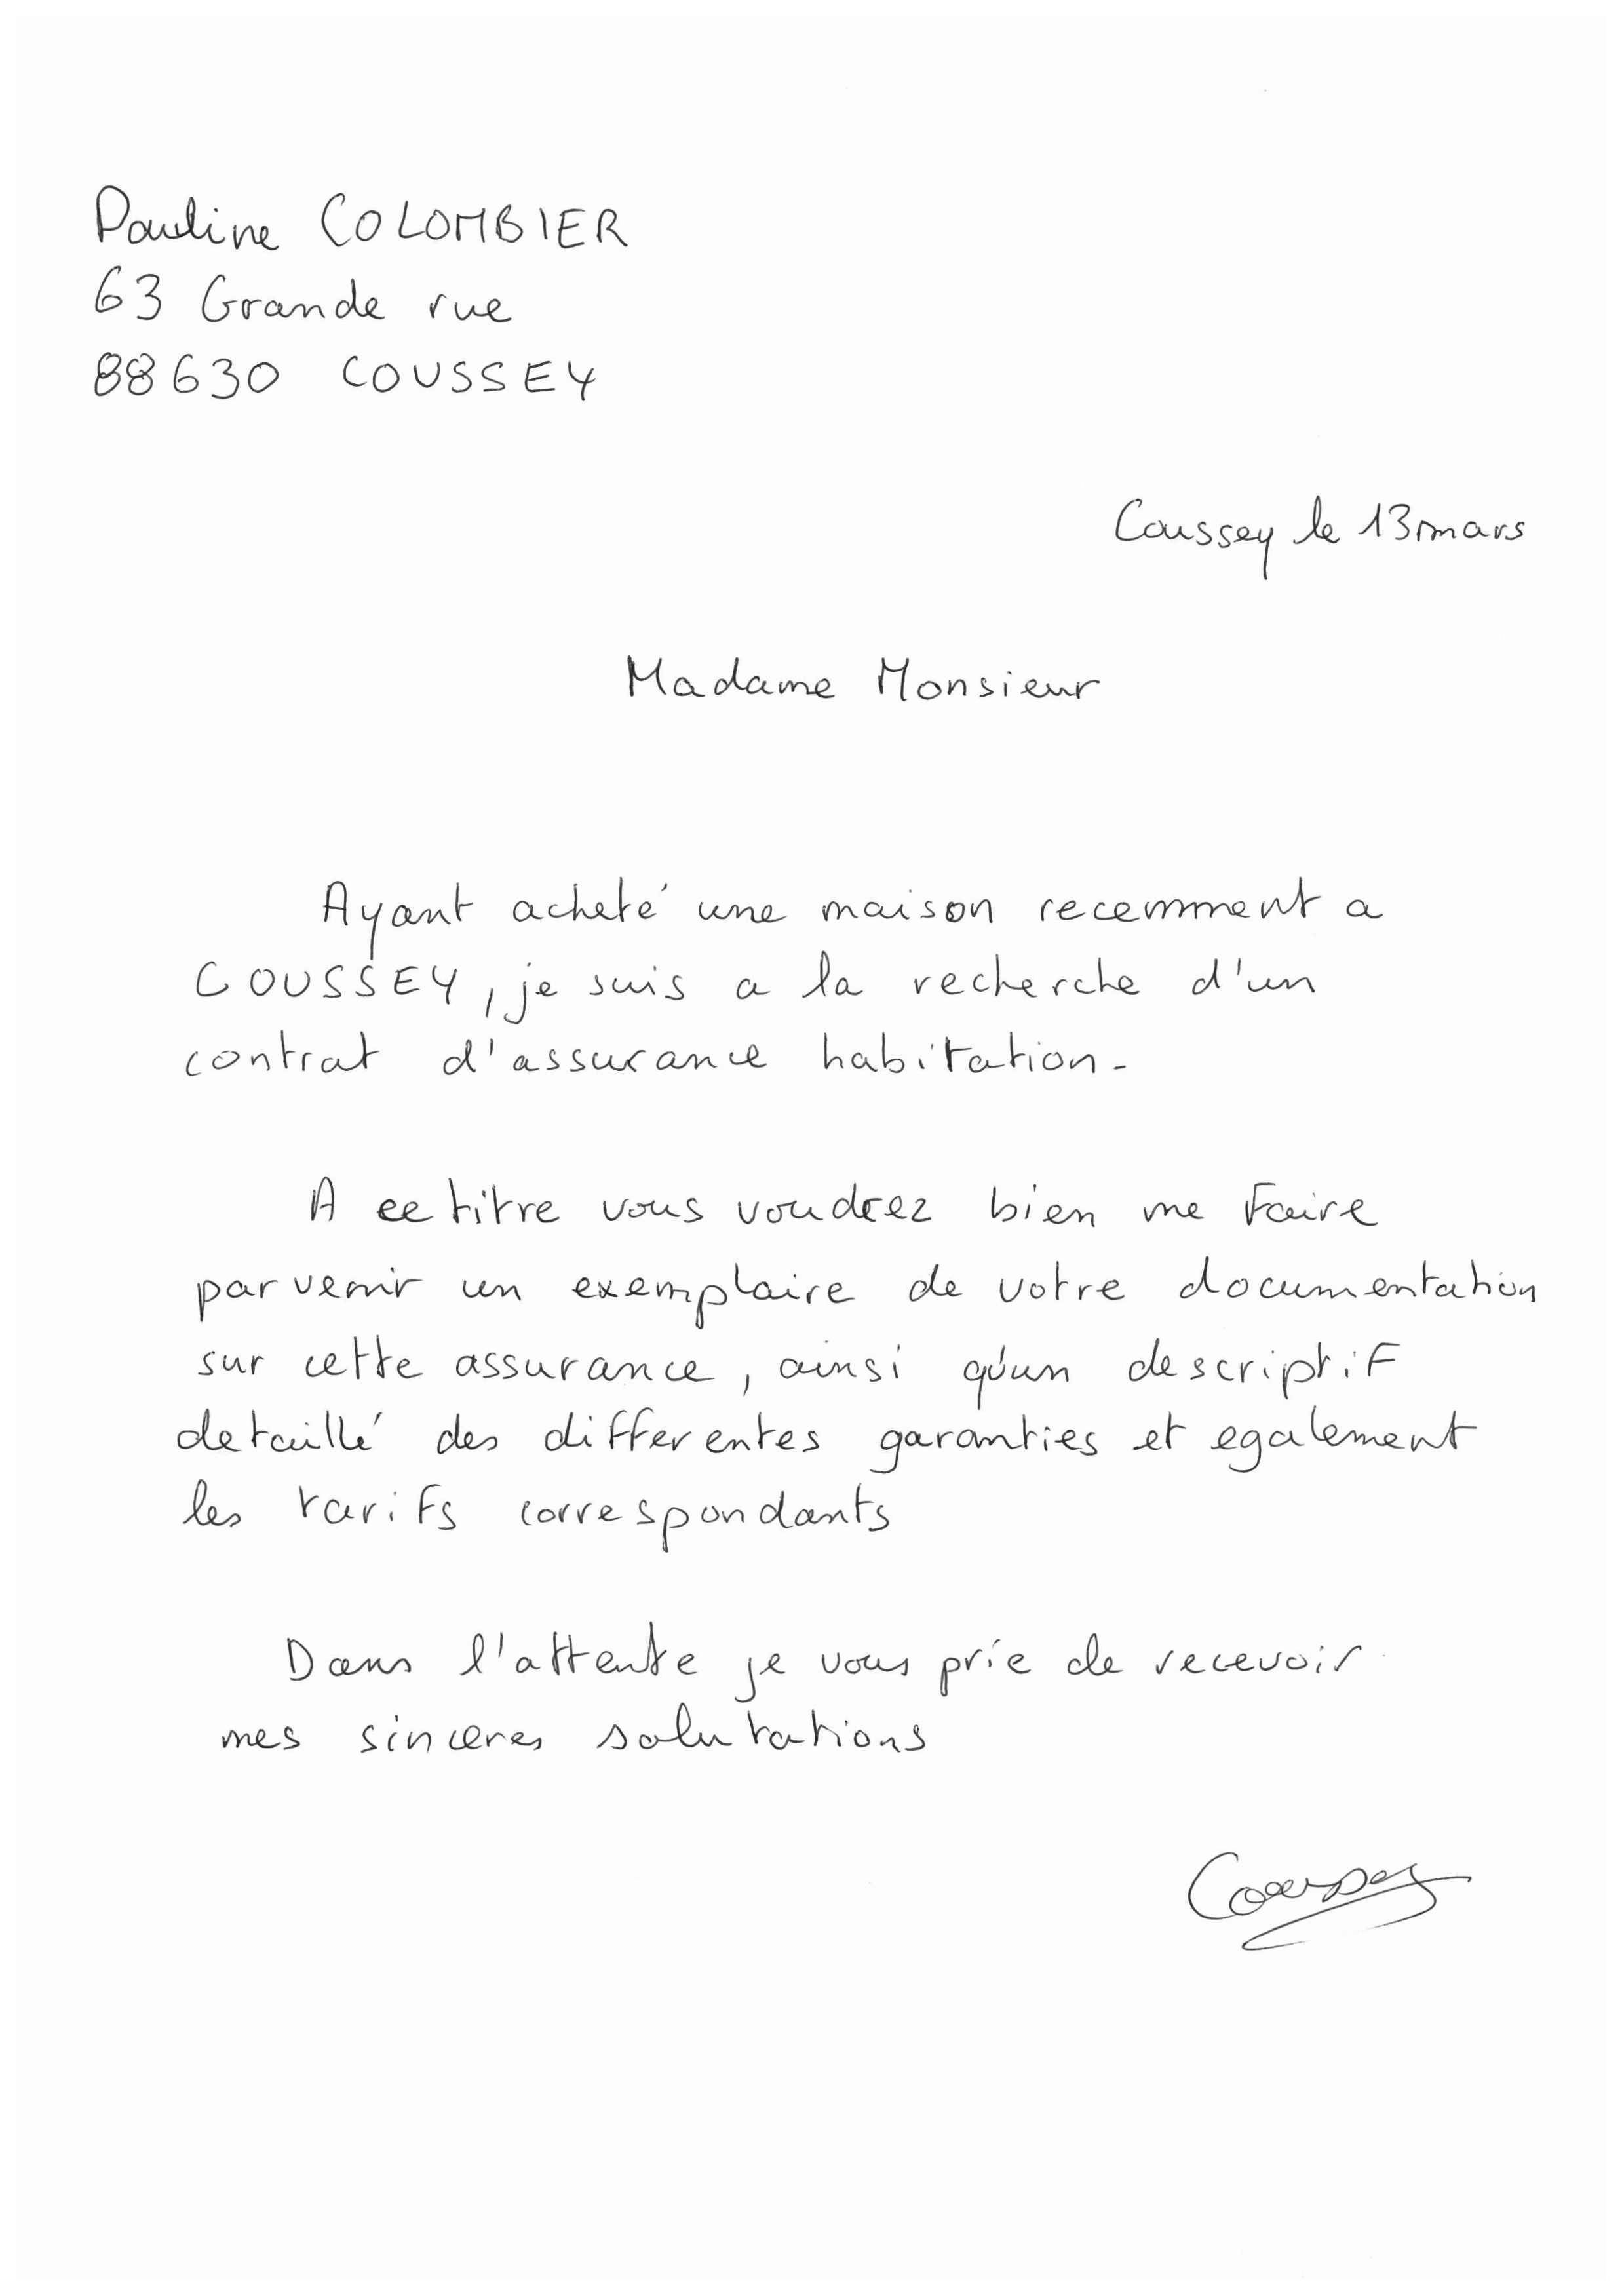 Pauline COLOMBIER
63 Grande rue
88630 COUSSEY
Coussey le 13 mars
Madame Monsieur
Ayant acheté une maison recemment a
COUSSEY, je suis a la recherche d'un
contrat d'assurance habitation.
A ce titre vous voudrez bien me faire
parvenir un exemplaire de votre documentation
sur cette assurance, ainsi qu'un descriptif
detaillé des differentes garanties et egalement
les tarifs correspondants
Dans l'attente je vous prie de recevoir
mes sinceres salutations